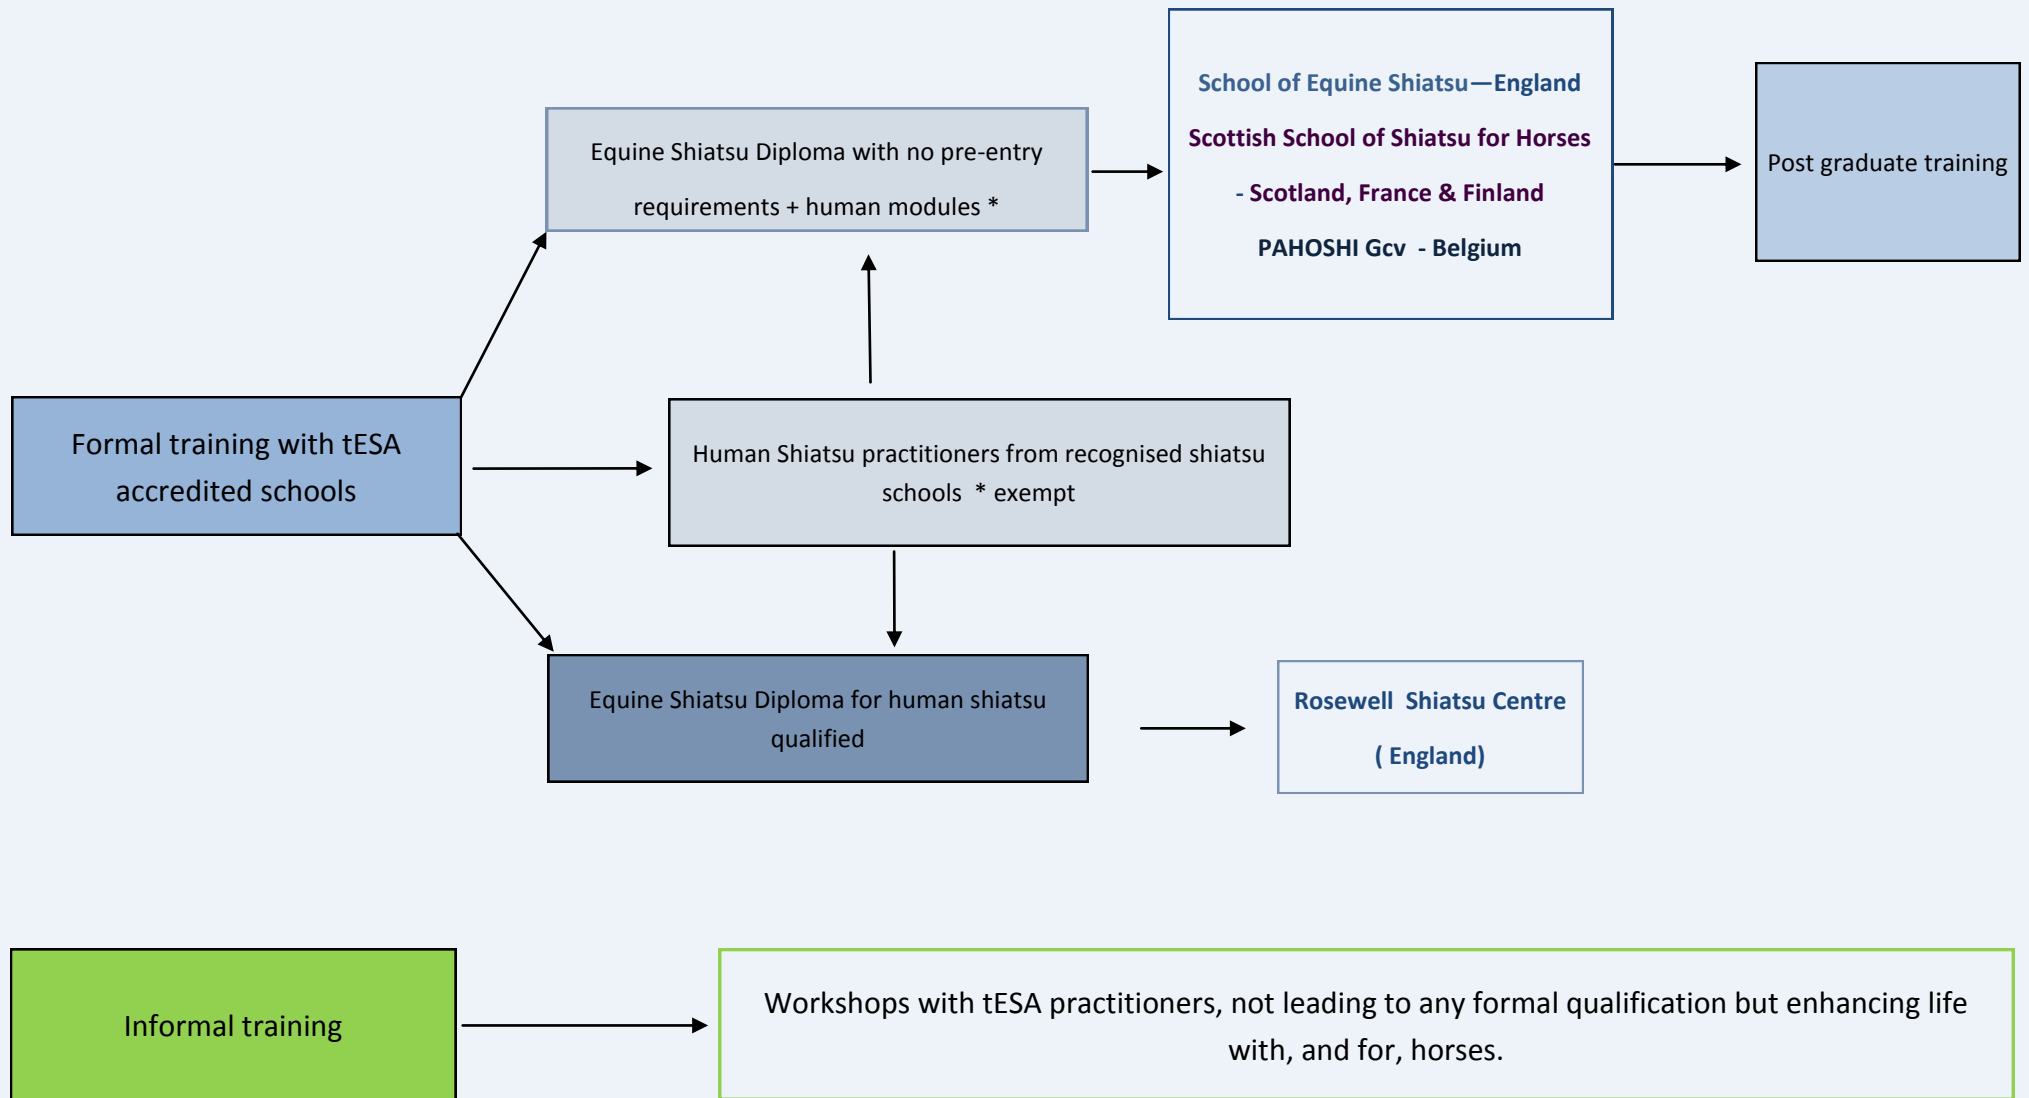 School of Equine Shiatsu—England
Scottish School of Shiatsu for Horses
- Scotland, France & Finland
PAHOSHI Gcv  - Belgium
Post graduate training
Equine Shiatsu Diploma with no pre-entry
requirements + human modules *
Formal training with tESA
accredited schools
Human Shiatsu practitioners from recognised shiatsu
schools  * exempt
Equine Shiatsu Diploma for human shiatsu
qualified
Rosewell  Shiatsu Centre
( England)
Informal training
Workshops with tESA practitioners, not leading to any formal qualification but enhancing life
with, and for, horses.